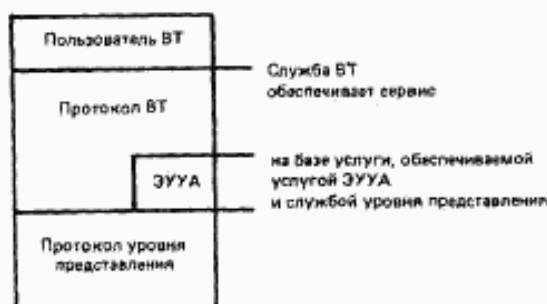 Пользователь ВТ
Служба ВТ
обеспечивает сервис
Протокол ВТ
на базе услуги, обеспечиваемой
услугой ЭУУА
и службой уровня представления
ЭУУА
Протокол уровня
представления